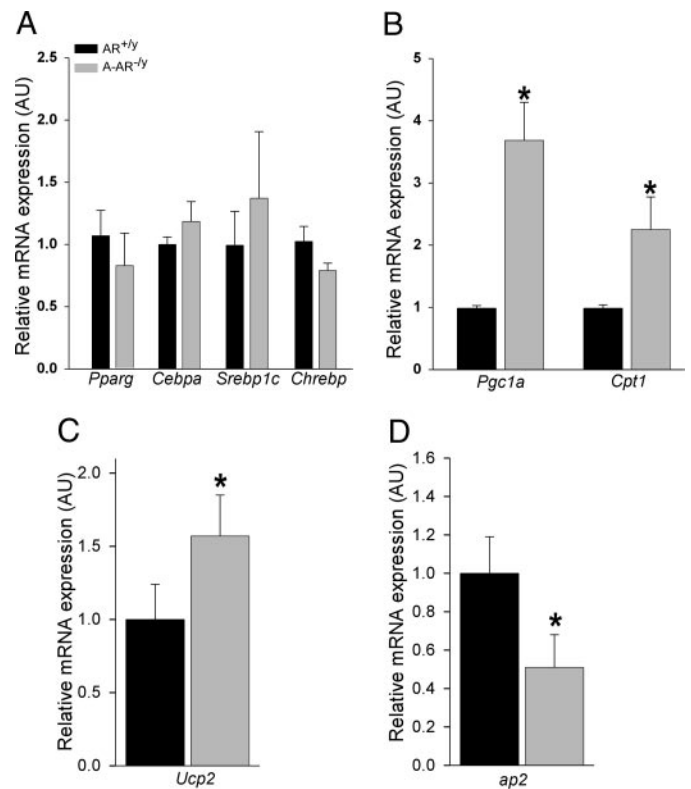 A
AR+/y
A-AR-/y
Relative mRNA expression (AU)
2.5
2.0
1.5
1.0
0.5
0.0
Pparg Cebpa Srebp1c Chrebp
B
Relative mRNA expression (AU)
5
4
3
2
1
0
*
*
Pgc1a Cpt1
C
Relative mRNA expression (AU)
2.0
1.5
1.0
0.5
0.0
*
Ucp2
D
Relative mRNA expression (AU)
1.6
1.4
1.2
1.0
0.8
0.6
0.4
0.2
0.0
*
ap2